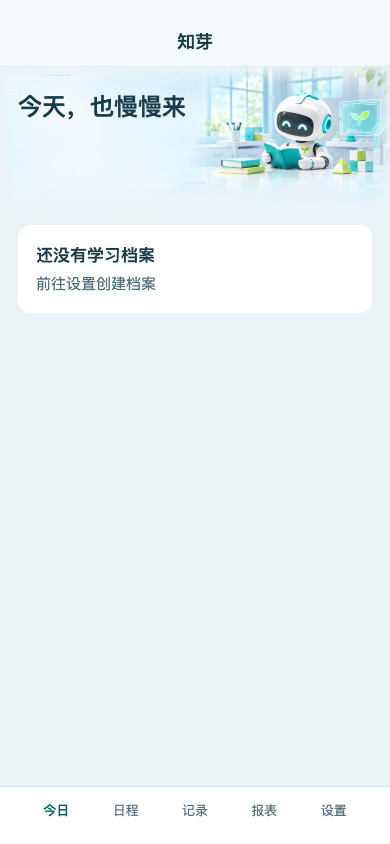 知芽
今天，也慢慢来
还没有学习档案
前往设置创建档案
今日
日程
记录
报表
设置